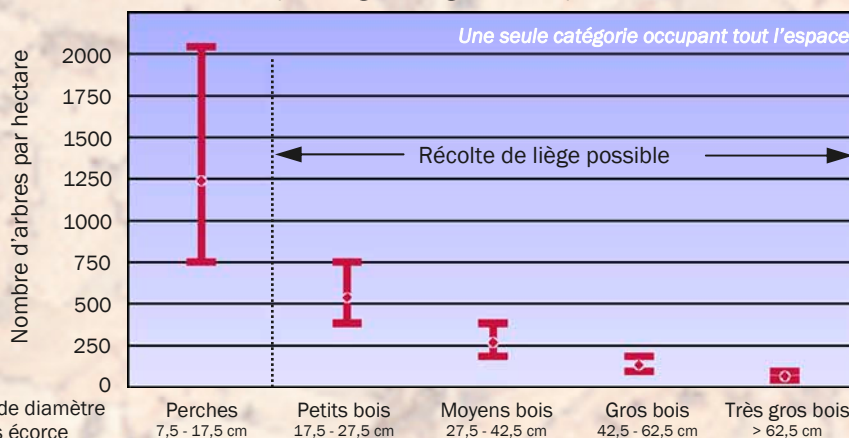 Une seule catégorie occupant tout l'espace
Nombre d'arbres par hectare
2000
1750
1500
1250
1000
750
500
250
0
Récolte de liège possible
de diamètre
écorce
Perches
7,5 - 17,5 cm
Petits bois
17,5 - 27,5 cm
Moyens bois
27,5 - 42,5 cm
Gros bois
42,5 - 62,5 cm
Très gros bois
> 62,5 cm